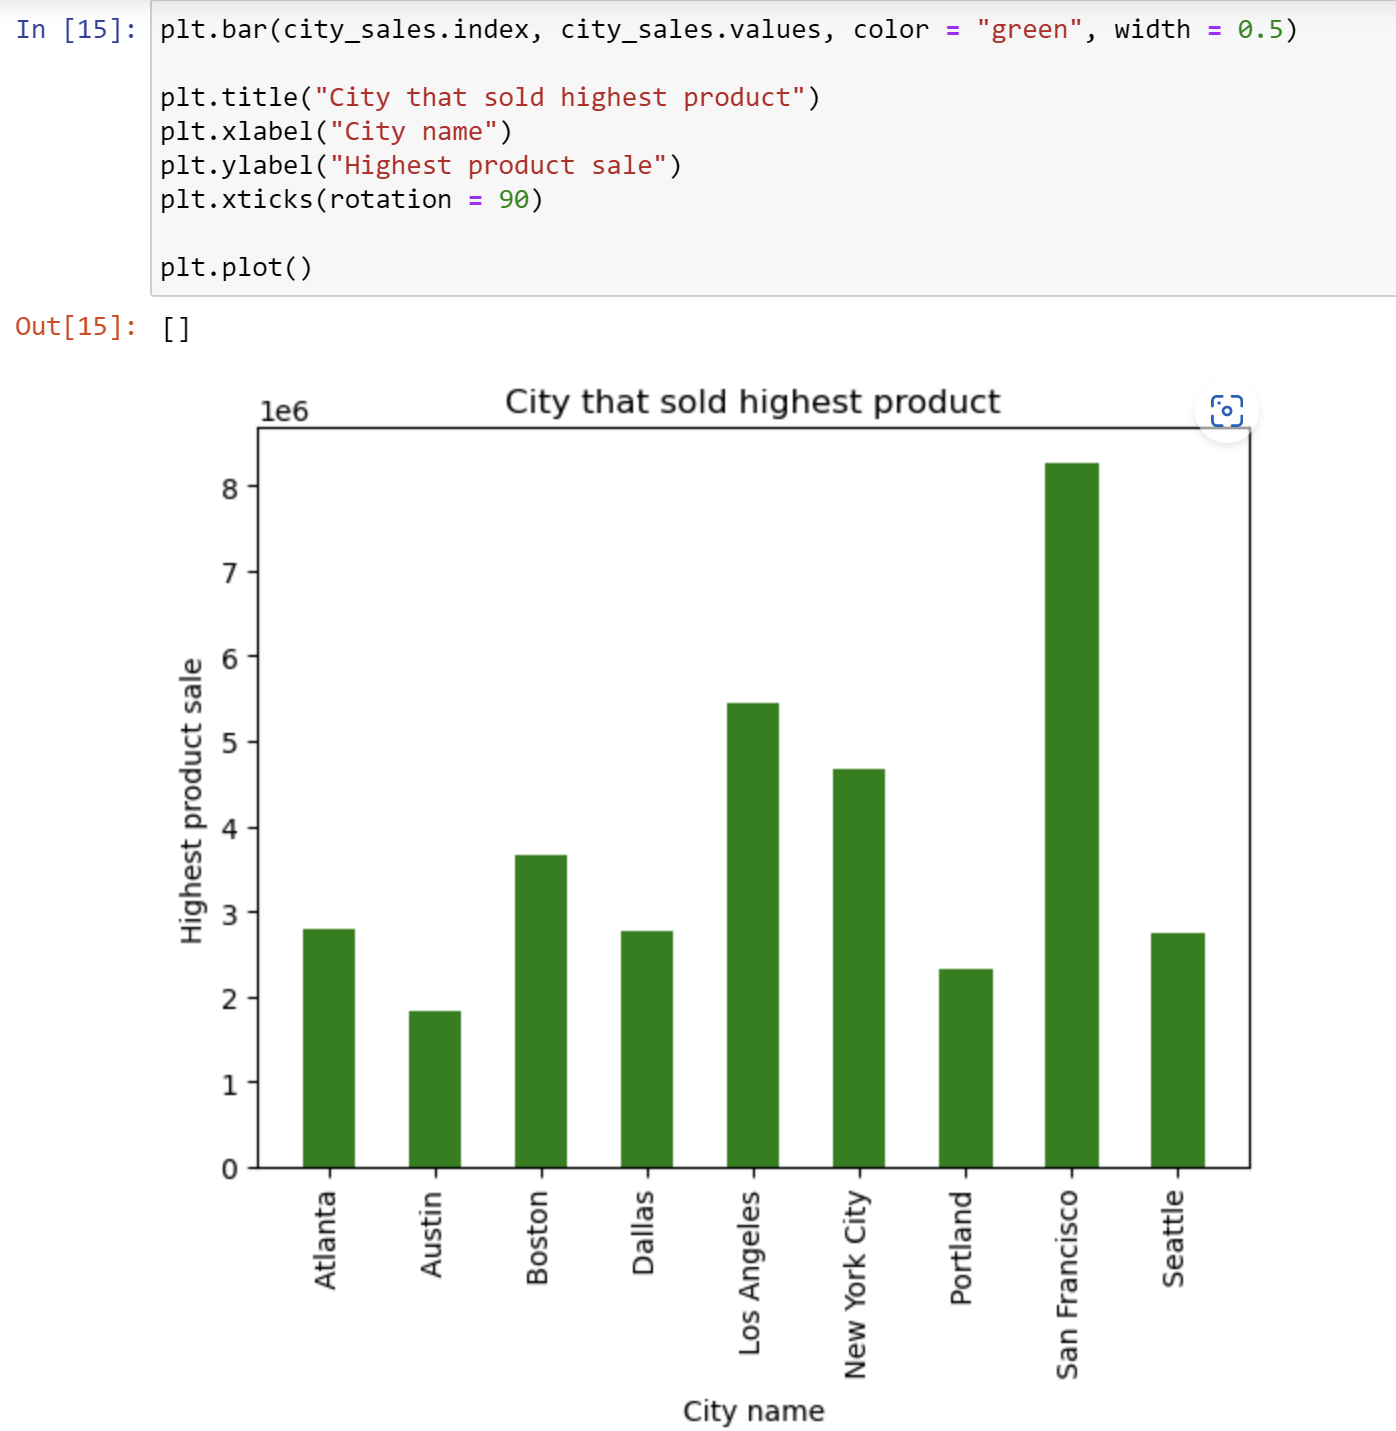 In [15]: plt.bar(city_sales.index, city_sales.values, color = "green", width = 0.5)
plt.title("City that sold highest product")
plt.xlabel("City name")
plt.ylabel("Highest product sale")
plt.xticks(rotation = 90)
plt.plot()
Out[15]: []
City that sold highest product
1e6
8
7
6
5
4
3
2
1
0
Highest product sale
Atlanta
Austin
Boston
Dallas
Los Angeles
New York City
Portland
San Francisco
Seattle
City name